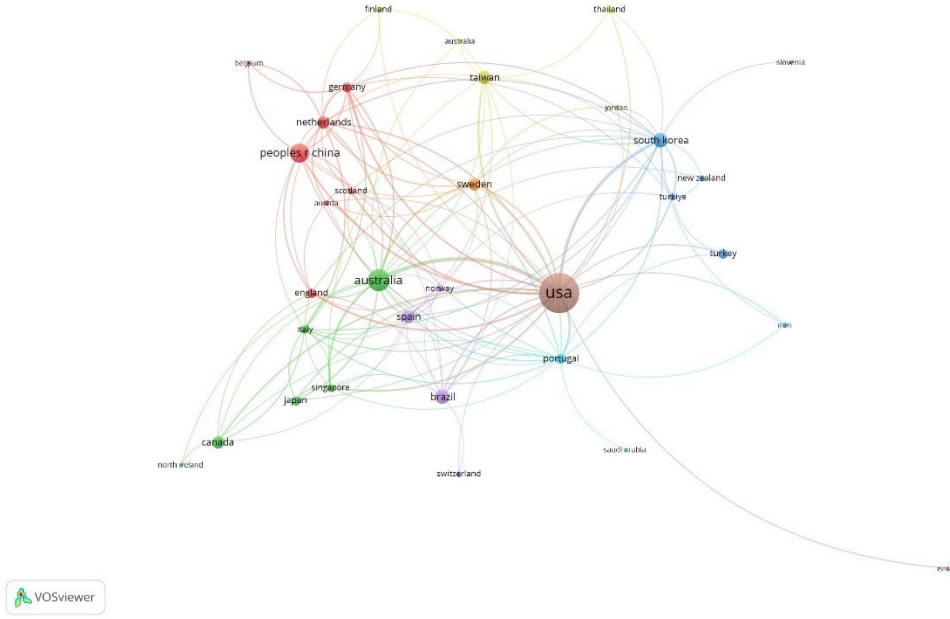 finland
thailand
australia
belgium
taiwan
slovenia
germany
jordan
netherlands
south korea
peoples r china
new zealand
sweden
scotland
turkiye
austria
turkey
australia
england
norway
usa
spain
italy
iran
portugal
singapore
japan
brazil
canada
north ireland
saudi arabia
switzerland
VOSviewer